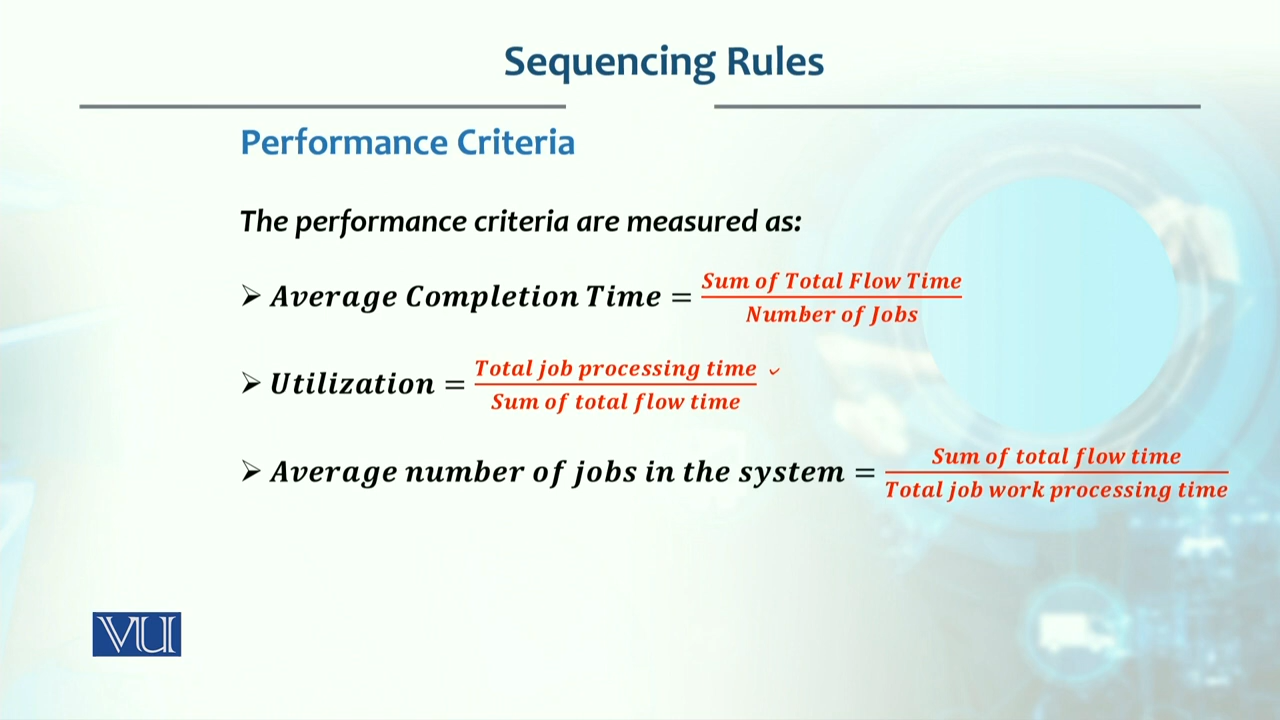 Sequencing Rules
Performance Criteria
The performance criteria are measured as:
➢ Average Completion Time = Sum of Total Flow Time / Number of Jobs
➢ Utilization = Total job processing time / Sum of total flow time
➢ Average number of jobs in the system = Sum of total flow time / Total job work processing time
VU